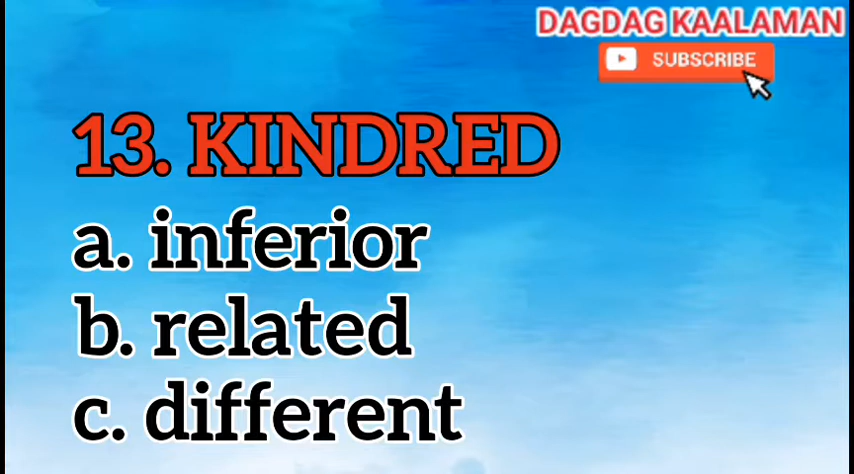 DAGDAG KAALAMAN
SUBSCRIBE
13. KINDRED
a. inferior
b. related
c. different